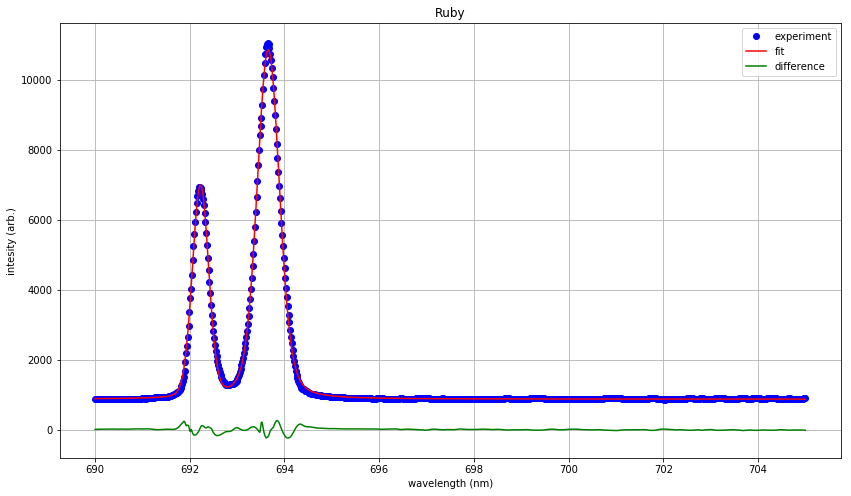 Ruby
experiment
fit
difference
intesity (arb.)
10000
8000
6000
4000
2000
0
690
692
694
696
698
700
702
704
wavelength (nm)